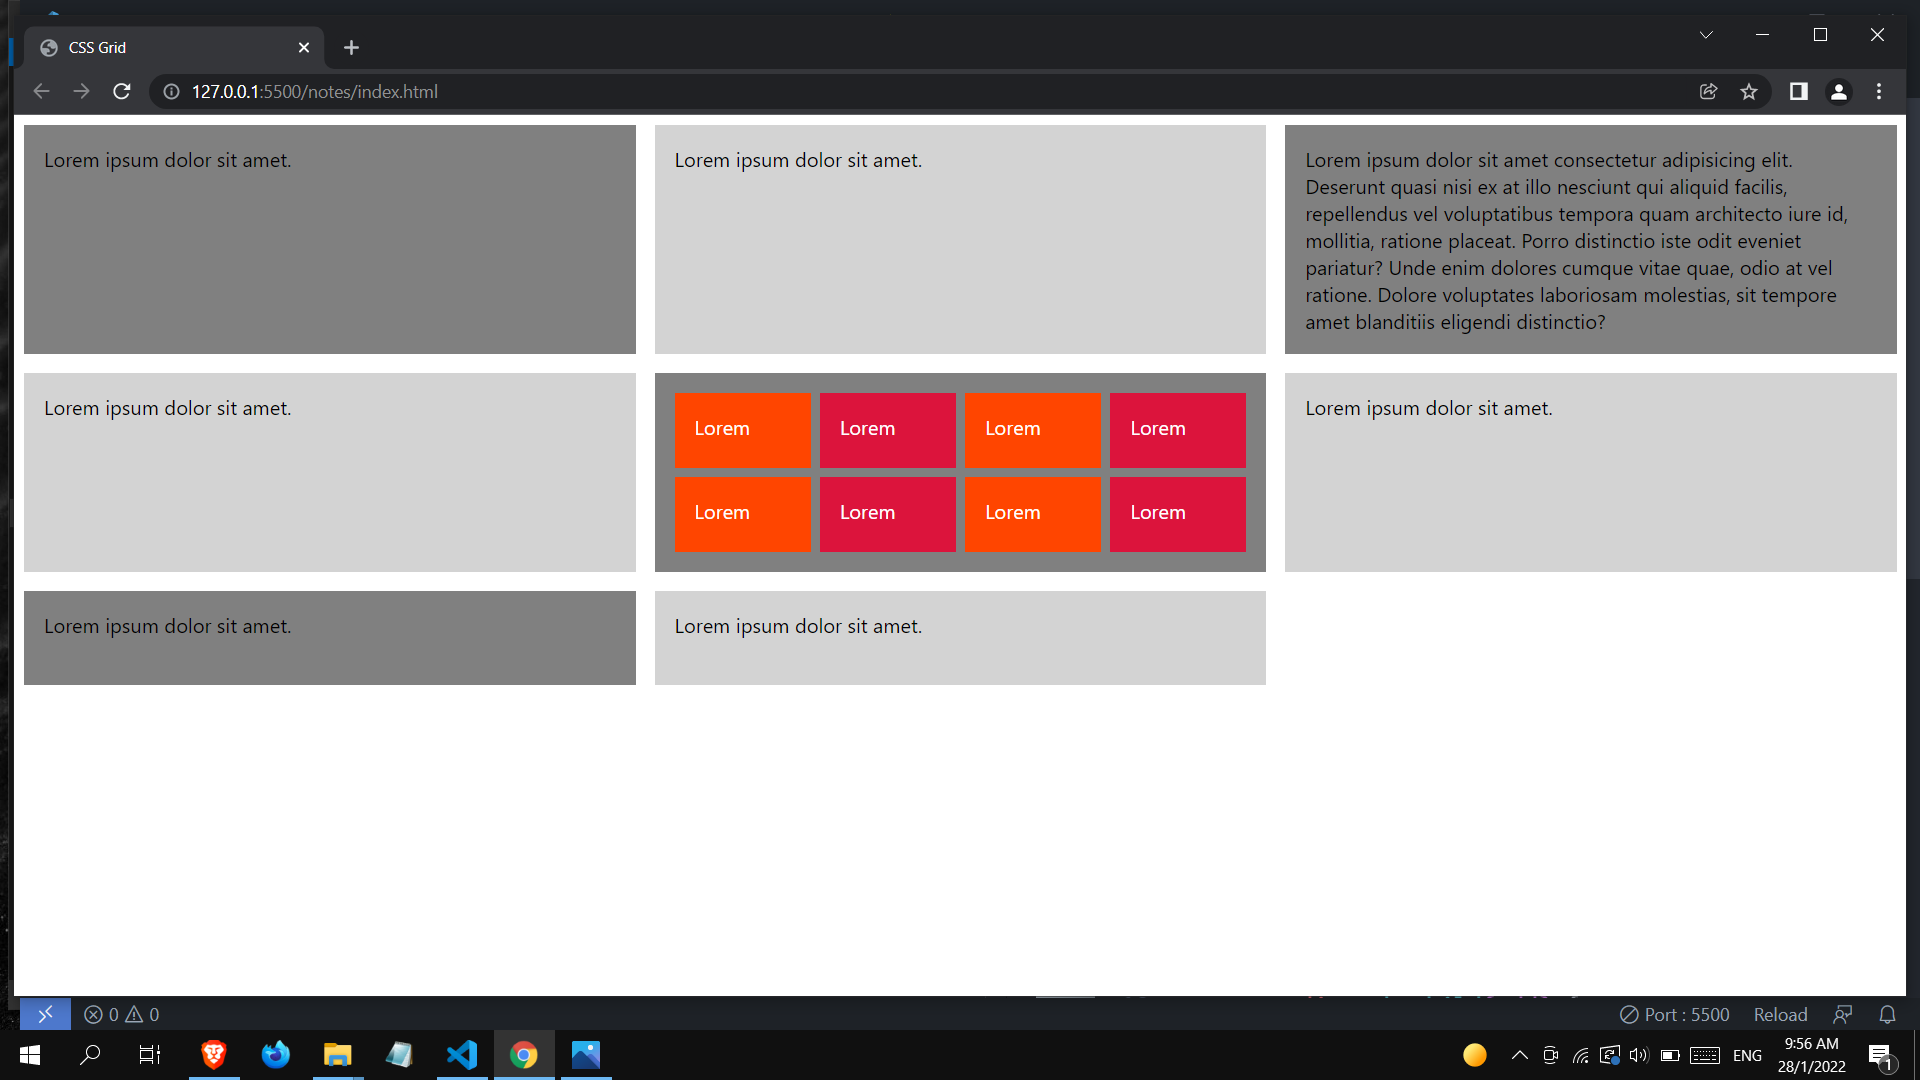 CSS Grid
127.0.0.1:5500/notes/index.html
Lorem ipsum dolor sit amet.
Lorem ipsum dolor sit amet.
Lorem ipsum dolor sit amet consectetur adipisicing elit.
Deserunt quasi nisi ex at illo nesciunt qui aliquid facilis,
repellendus vel voluptatibus tempora quam architecto iure id,
mollitia, ratione placeat. Porro distinctio iste odit eveniet
pariatur? Unde enim dolores cumque vitae quae, odio at vel
ratione. Dolore voluptates laboriosam molestias, sit tempore
amet blanditiis eligendi distinctio?
Lorem ipsum dolor sit amet.
Lorem Lorem Lorem Lorem
Lorem Lorem Lorem Lorem
Lorem ipsum dolor sit amet.
Lorem ipsum dolor sit amet.
Lorem ipsum dolor sit amet.
0 0 Port : 5500 Reload
ENG
9:56 AM
28/1/2022
1